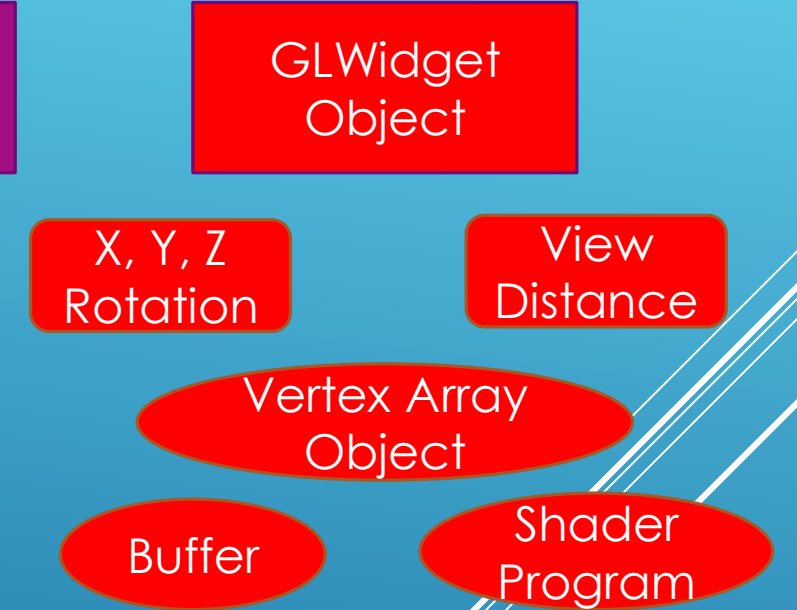 GLWidget
Object
X, Y, Z
Rotation
View
Distance
Vertex Array
Object
Buffer
Shader
Program